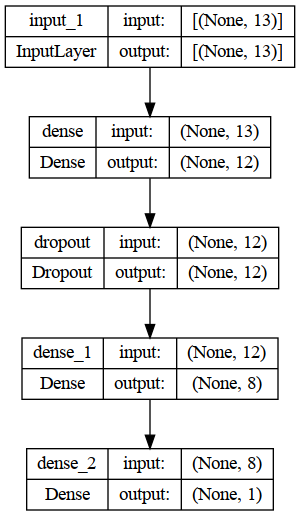 input_1 input: [(None, 13)]
InputLayer output: [(None, 13)]
dense input: (None, 13)
Dense output: (None, 12)
dropout input: (None, 12)
Dropout output: (None, 12)
dense_1 input: (None, 12)
Dense output: (None, 8)
dense_2 input: (None, 8)
Dense output: (None, 1)